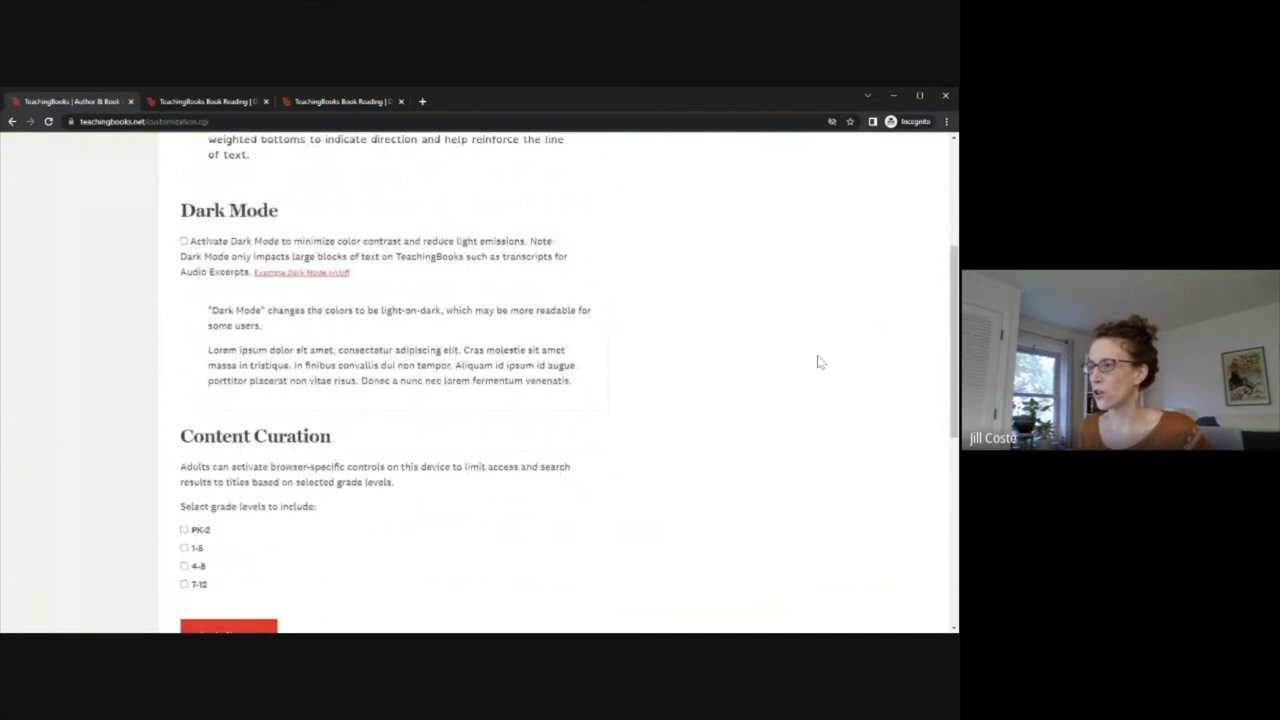 TeachingBooks | Author & Book
TeachingBooks Book Reading | D
TeachingBooks Book Reading | D
teachingbooks.net/customization.cgi
Incognito
weighted bottoms to indicate direction and help reinforce the line
of text.
Dark Mode
Activate Dark Mode to minimize color contrast and reduce light emissions. Note:
Dark Mode only impacts large blocks of text on TeachingBooks such as transcripts for
Audio Excerpts. Example Dark Mode on/off
"Dark Mode" changes the colors to be light-on-dark, which may be more readable for
some users.
Lorem ipsum dolor sit amet, consectetur adipiscing elit. Cras molestie sit amet
massa in tristique. In finibus convallis dui non tempor. Aliquam id ipsum id augue
porttitor placerat non vitae risus. Donec a nunc nec lorem fermentum venenatis.
Content Curation
Adults can activate browser-specific controls on this device to limit access and search
results to titles based on selected grade levels.
Select grade levels to include:
PK-2
1-5
4-8
7-12
Jill Coste